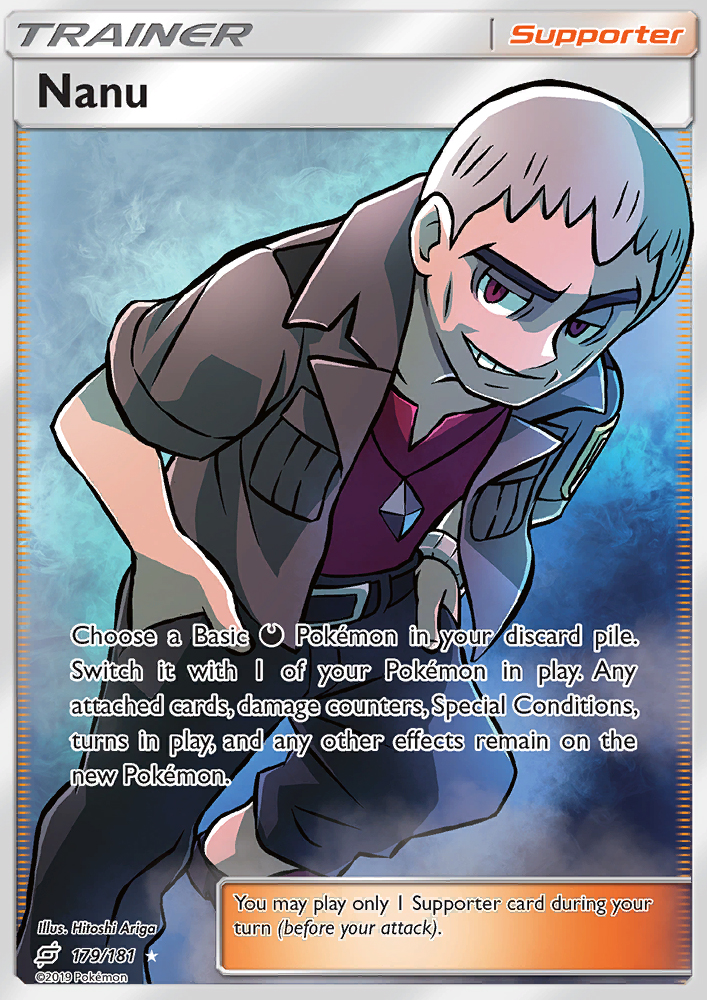 TRAINER | Supporter
Nanu
Choose a Basic Pokémon in your discard pile.
Switch it with 1 of your Pokémon in play. Any
attached cards, damage counters, Special Conditions,
turns in play, and any other effects remain on the
new Pokémon.
You may play only 1 Supporter card during your
turn (before your attack).
Illus. Hitoshi Ariga
179/181 ★
©2019 Pokémon